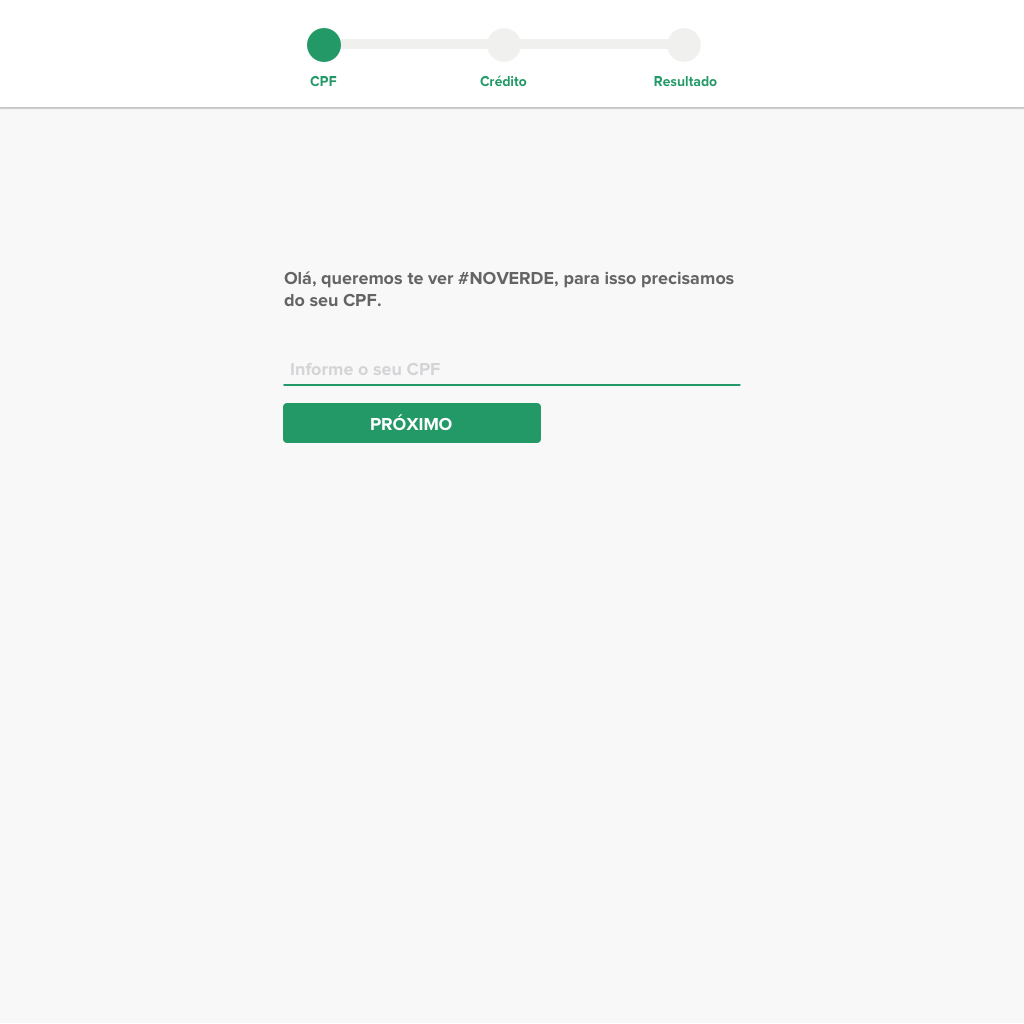 CPF
Crédito
Resultado
Olá, queremos te ver #NOVERDE, para isso precisamos
do seu CPF.
Informe o seu CPF
PRÓXIMO